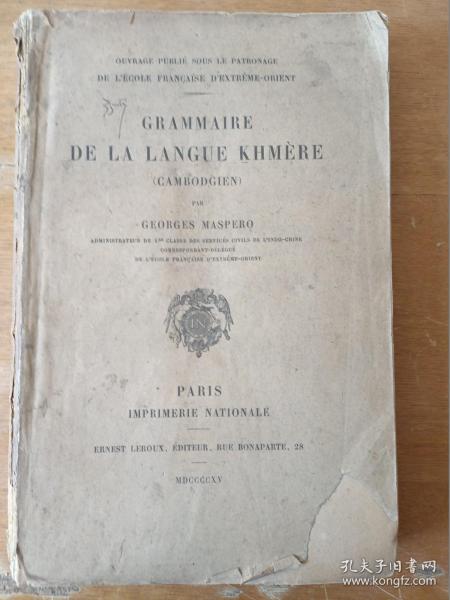 OUVRAGE PUBLIÉ SOUS LE PATRONAGE
DE L'ÉCOLE FRANÇAISE D'EXTRÊME-ORIENT
GRAMMAIRE
DE LA LANGUE KHMÈRE
(CAMBODGIEN)
PAR
GEORGES MASPERO
ADMINISTRATEUR DE 1RE CLASSE DES SERVICES CIVILS DE L'INDO-CHINE
CORRESPONDANT-DÉLÉGUÉ
DE L'ÉCOLE FRANÇAISE D'EXTRÊME-ORIENT
IN
PARIS
IMPRIMERIE NATIONALE
ERNEST LEROUX, ÉDITEUR, RUE BONAPARTE, 28
MDCCCCXV
孔夫子旧书网
www.kongfz.com